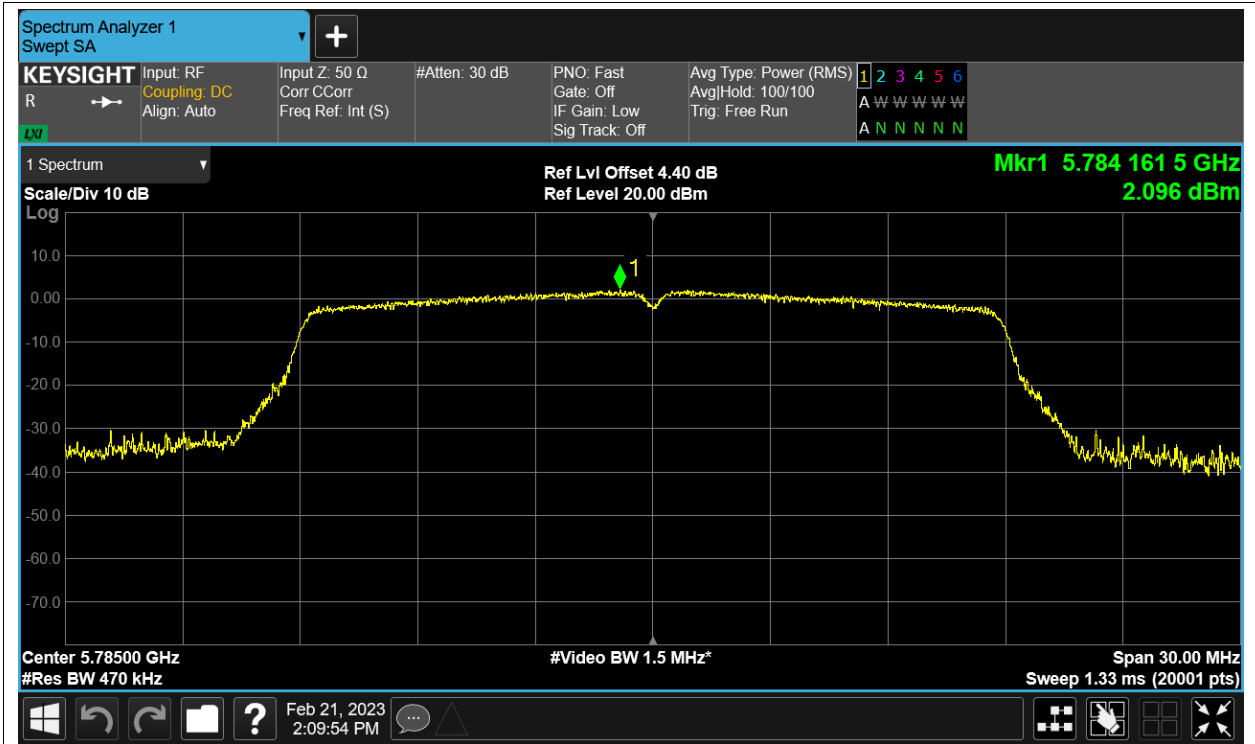 Spectrum Analyzer 1
Swept SA
KEYSIGHT
R
LXI
Input: RF
Coupling: DC
Align: Auto
Input Z: 50 Ω
Corr CCorr
Freq Ref: Int (S)
#Atten: 30 dB
PNO: Fast
Gate: Off
IF Gain: Low
Sig Track: Off
Avg Type: Power (RMS)
Avg|Hold: 100/100
Trig: Free Run
1 2 3 4 5 6
A W W W W W
A N N N N N
1 Spectrum
Scale/Div 10 dB
Log
Ref Lvl Offset 4.40 dB
Ref Level 20.00 dBm
Mkr1 5.784 161 5 GHz
2.096 dBm
1
10.0
0.00
-10.0
-20.0
-30.0
-40.0
-50.0
-60.0
-70.0
Center 5.78500 GHz
#Video BW 1.5 MHz*
Span 30.00 MHz
#Res BW 470 kHz
Sweep 1.33 ms (20001 pts)
?
Feb 21, 2023
2:09:54 PM